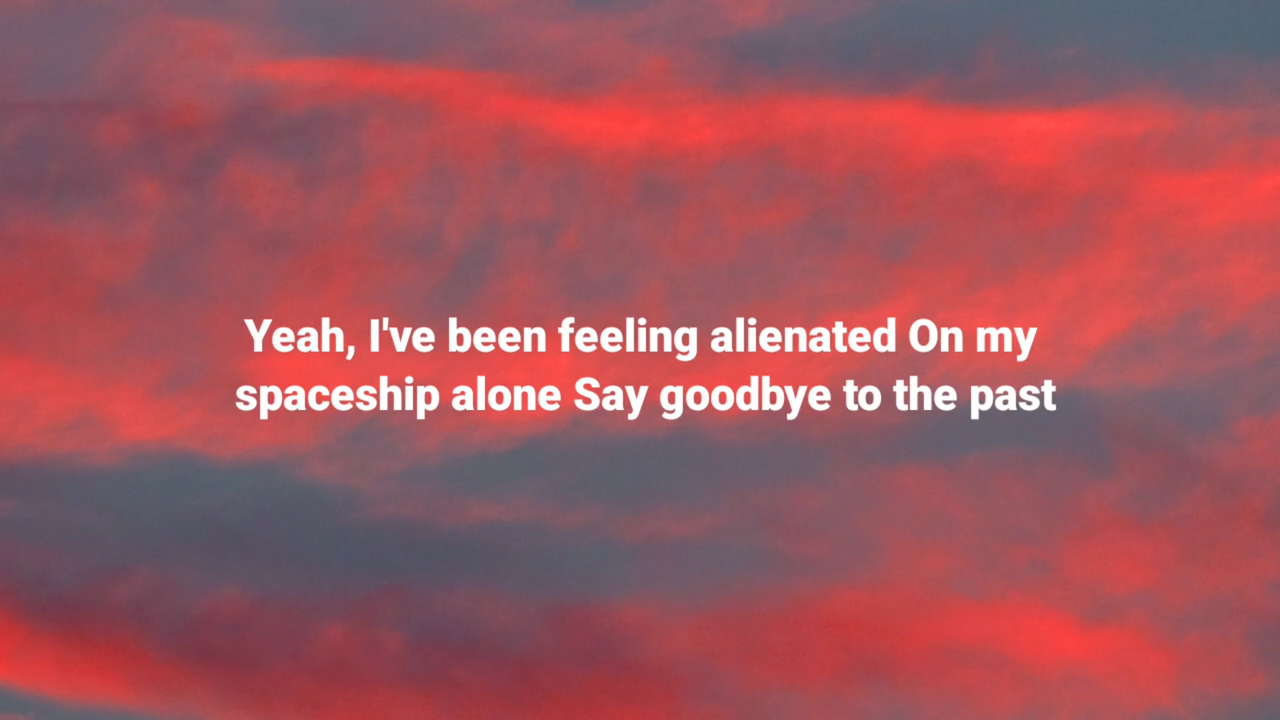 Yeah, I've been feeling alienated On my
spaceship alone Say goodbye to the past